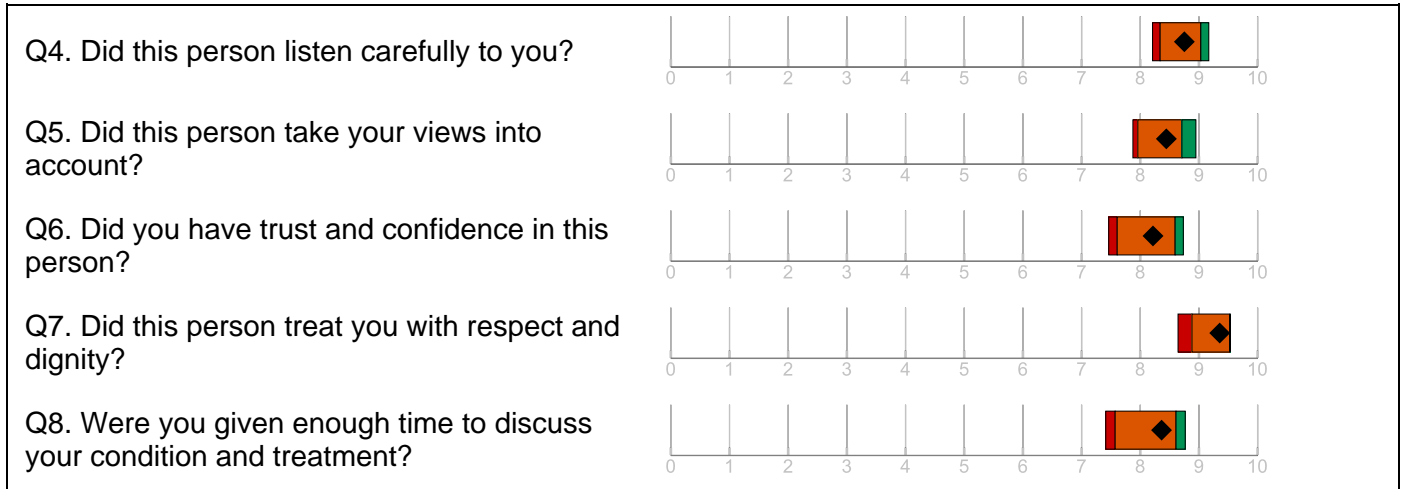 Q4. Did this person listen carefully to you?
0 1 2 3 4 5 6 7 8 9 10
Q5. Did this person take your views into
account?
0 1 2 3 4 5 6 7 8 9 10
Q6. Did you have trust and confidence in this
person?
0 1 2 3 4 5 6 7 8 9 10
Q7. Did this person treat you with respect and
dignity?
0 1 2 3 4 5 6 7 8 9 10
Q8. Were you given enough time to discuss
your condition and treatment?
0 1 2 3 4 5 6 7 8 9 10